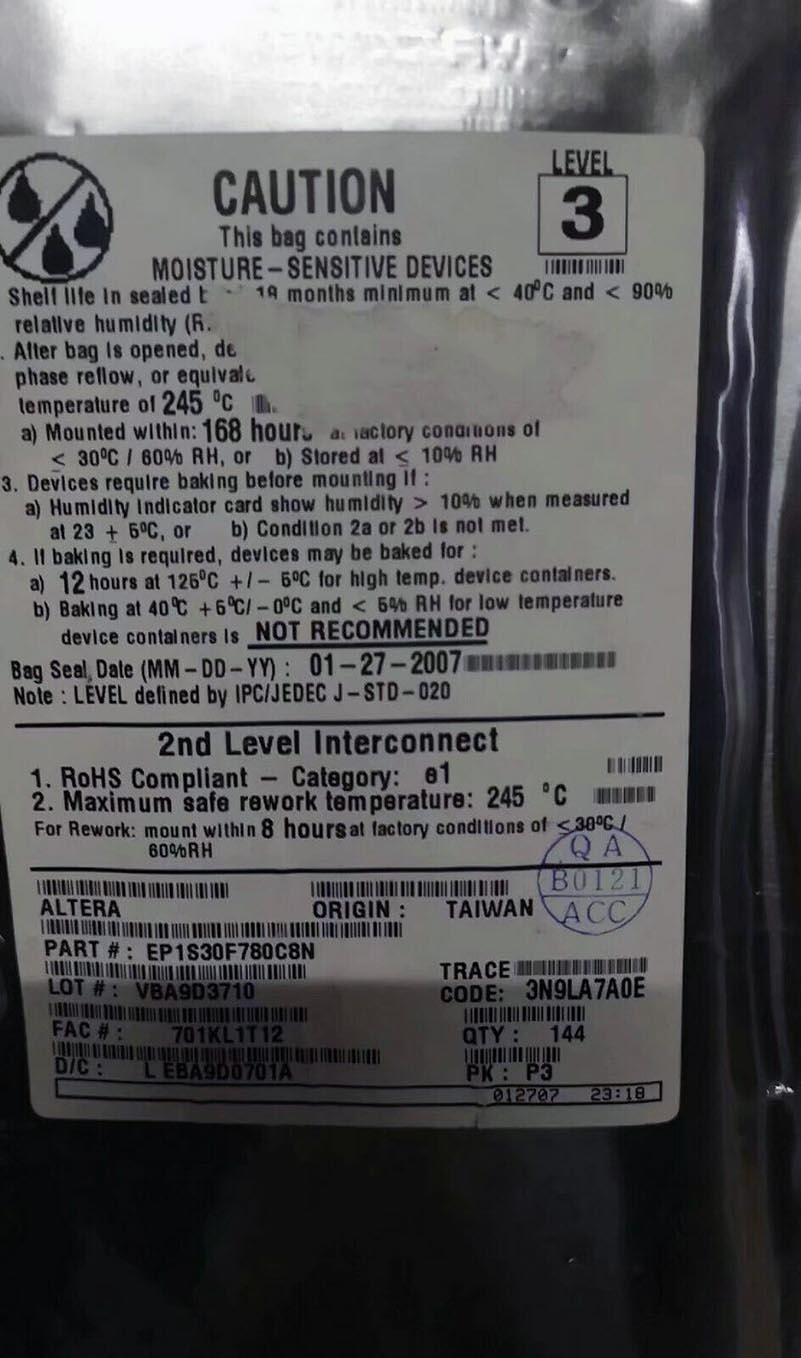 LEVEL
3
CAUTION
This bag contains
MOISTURE-SENSITIVE DEVICES
Shelf life in sealed months minimum at < 40°C and < 90%
relative humidity (R.
. After bag is opened,
phase reflow, or
temperature of 245 °C
a) Mounted within: 168 hours factory conditions of
< 30°C / 60% RH, or b) Stored at < 10% RH
3. Devices require baking before mounting if :
a) Humidity Indicator card show humidity > 10% when measured
at 23 + 5°C, or b) Condition 2a or 2b is not met.
4. If baking is required, devices may be baked for :
a) 12 hours at 125°C +/- 5°C for high temp. device containers.
b) Baking at 40°C +5°C/-0°C and < 5% RH for low temperature
device containers is NOT RECOMMENDED
Bag Seal Date (MM-DD-YY) : 01-27-2007
Note : LEVEL defined by IPC/JEDEC J-STD-020
2nd Level Interconnect
1. RoHS Compliant - Category: e1
2. Maximum safe rework temperature: 245 °C
For Rework: mount within 8 hours at factory conditions of <30°C /
60%RH
QA
B0121
ACC
ALTERA ORIGIN : TAIWAN
PART # : EP1S30F780C8N
LOT # : VBA9D3710
TRACE
CODE: 3N9LA7A0E
FAC # : 701KL1T12
QTY : 144
D/C : L EBA9D0701A
PK : P3
012707 23:18